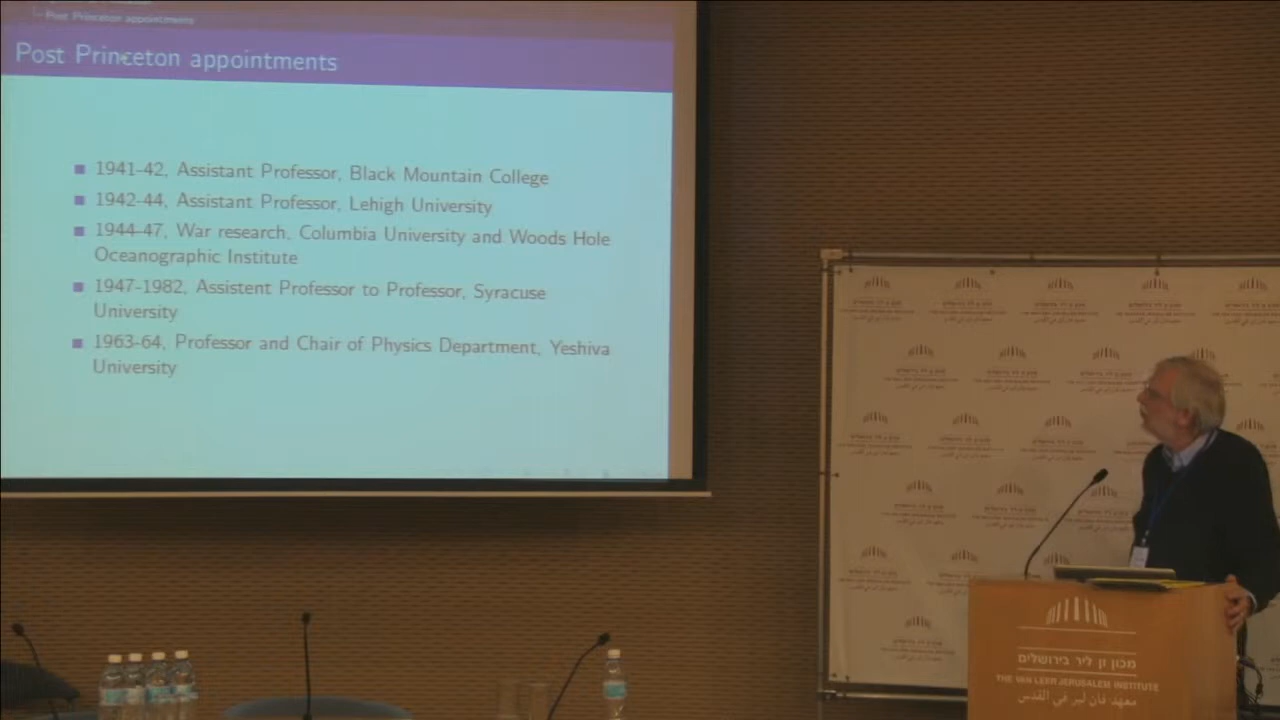 Post Princeton appointments
Post Princeton appointments
1941-42, Assistant Professor, Black Mountain College
1942-44, Assistant Professor, Lehigh University
1944-47, War research, Columbia University and Woods Hole
Oceanographic Institute
1947-1982, Assistent Professor to Professor, Syracuse
University
1963-64, Professor and Chair of Physics Department, Yeshiva
University
מכון ון ליר בירושלים
THE VAN LEER JERUSALEM INSTITUTE
معهد فان لير في القدس